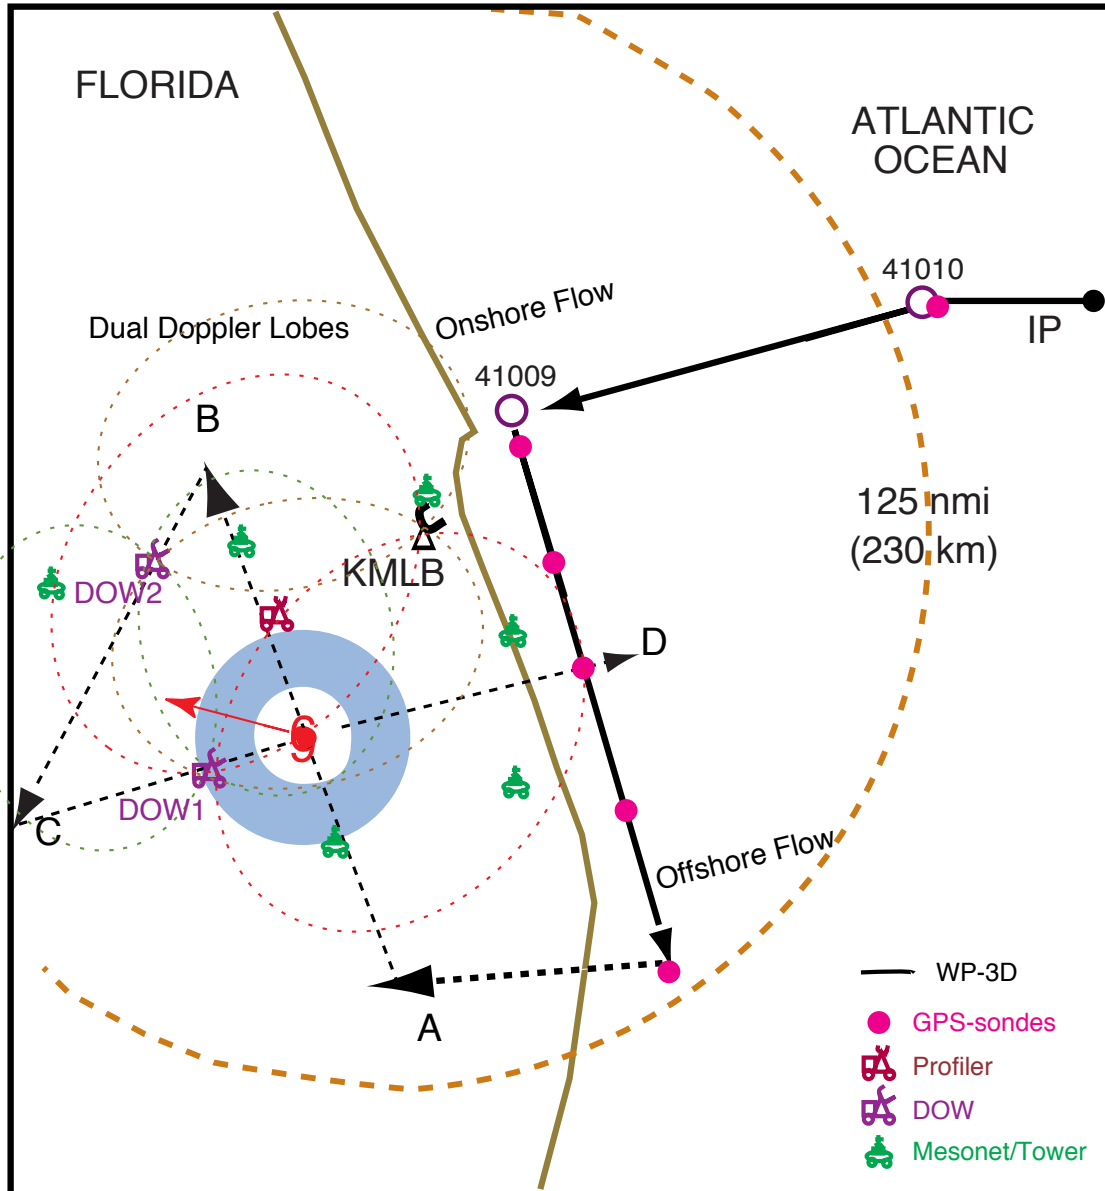 FLORIDA
ATLANTIC
OCEAN
41010
IP
Onshore Flow
Dual Doppler Lobes
41009
B
125 nmi
(230 km)
KMLB
DOW2
D
DOW1
C
Offshore Flow
A
WP-3D
GPS-sondes
Profiler
DOW
Mesonet/Tower